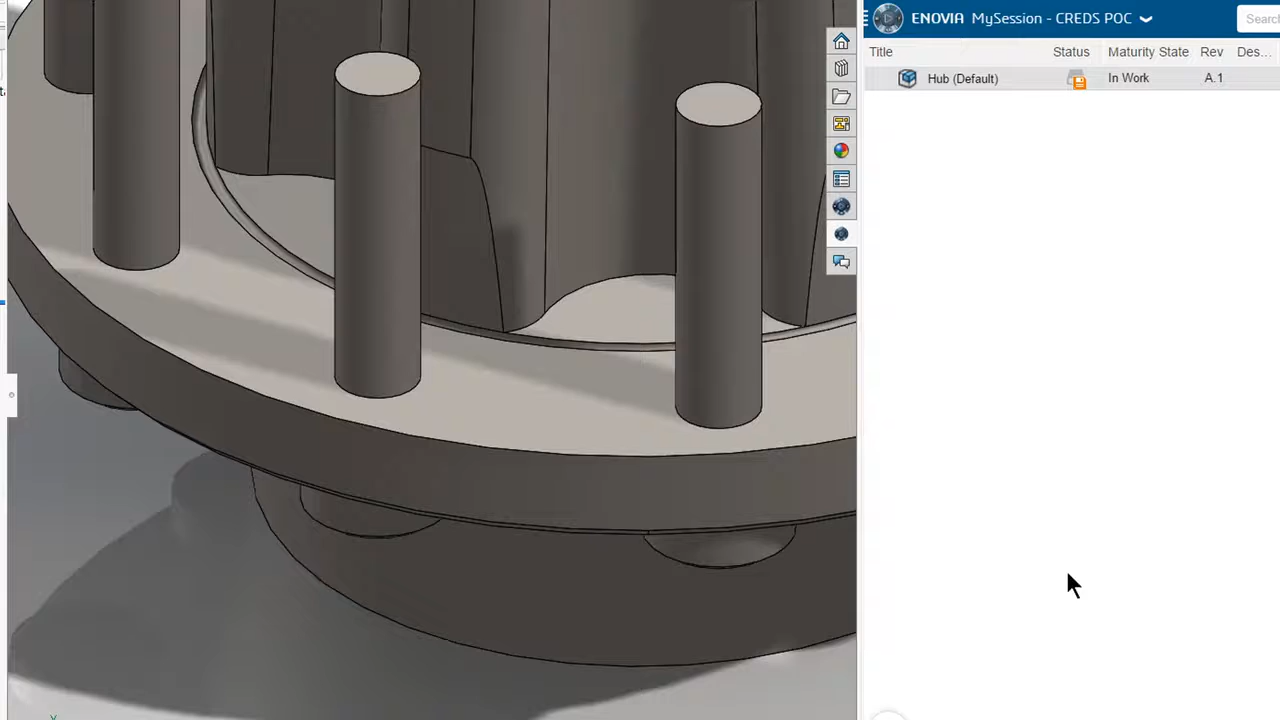 ENOVIA MySession - CREDS POC
Search
Title Status Maturity State Rev Des...
Hub (Default) In Work A.1